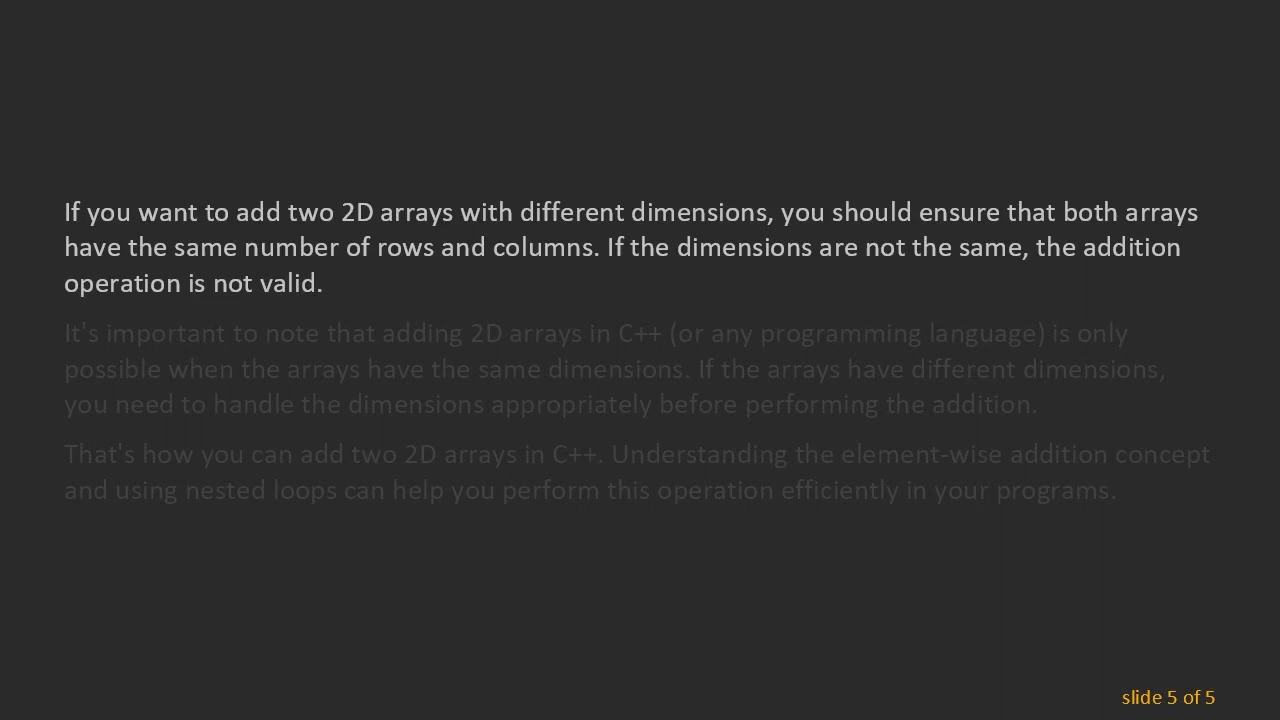 If you want to add two 2D arrays with different dimensions, you should ensure that both arrays
have the same number of rows and columns. If the dimensions are not the same, the addition
operation is not valid.
It's important to note that adding 2D arrays in C++ (or any programming language) is only
possible when the arrays have the same dimensions. If the arrays have different dimensions,
you need to handle the dimensions appropriately before performing the addition.
That's how you can add two 2D arrays in C++. Understanding the element-wise addition concept
and using nested loops can help you perform this operation efficiently in your programs.
slide 5 of 5